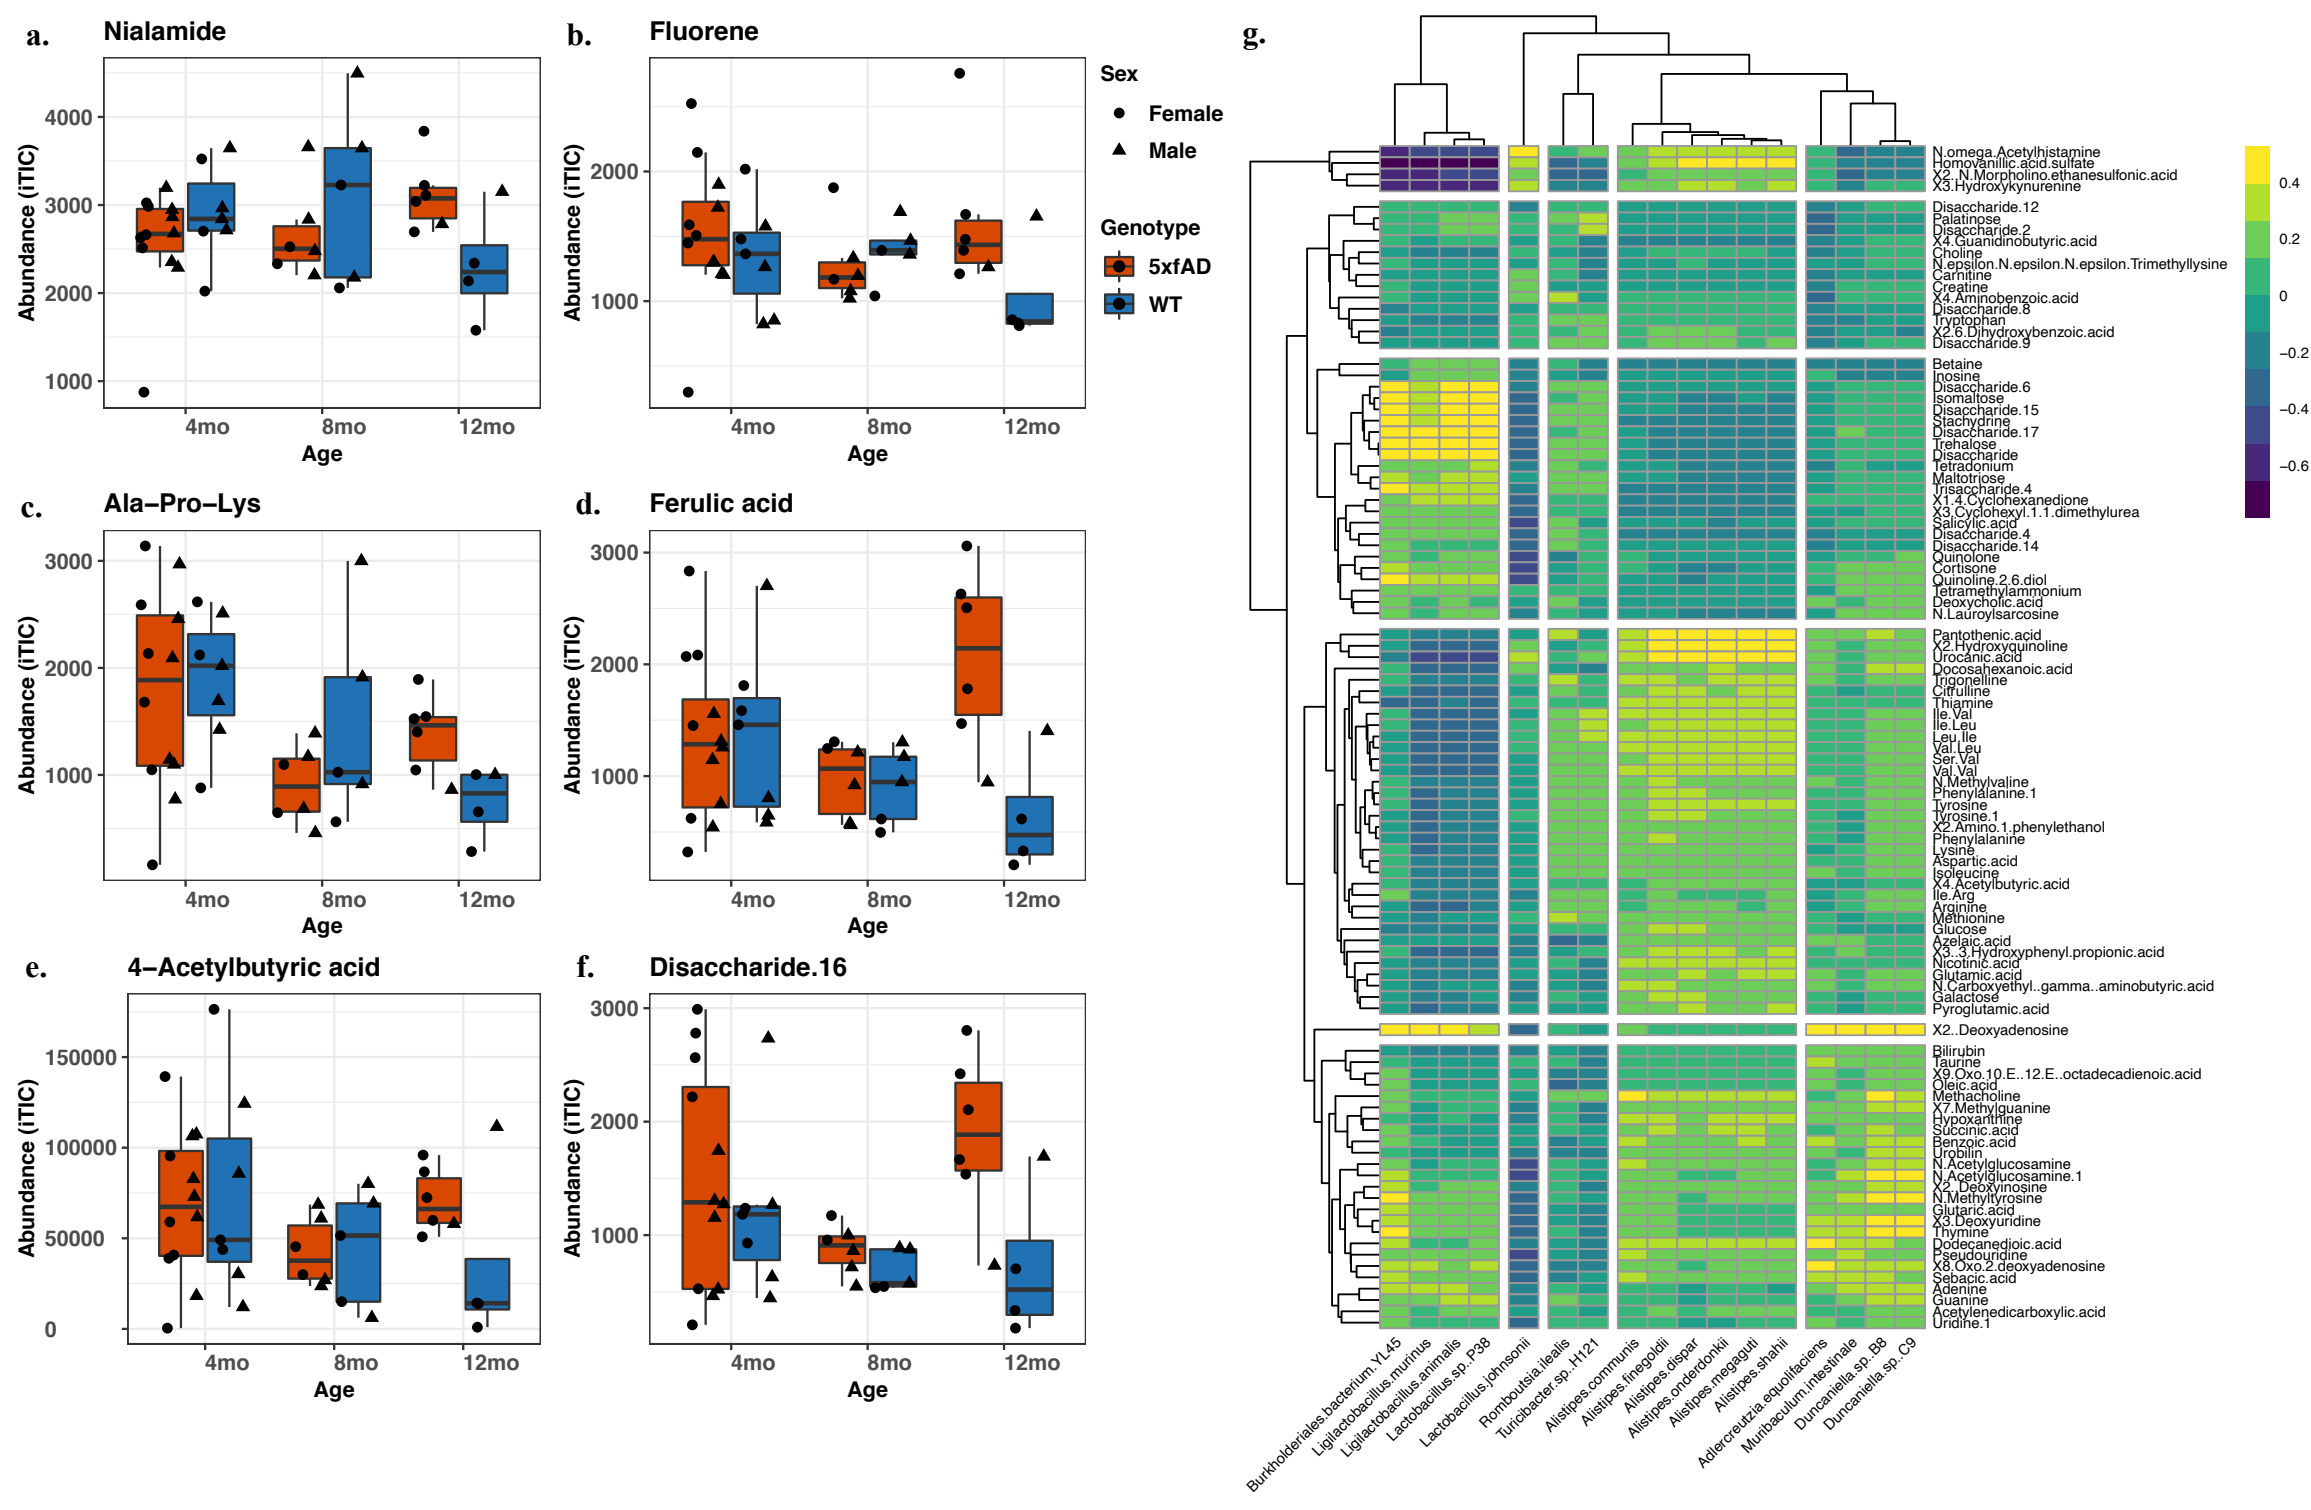 a.
Nialamide
Abundance (iTIC)
4000
3000
2000
1000
4mo
8mo
12mo
Age
b.
Fluorene
Abundance (iTIC)
2000
1000
4mo
8mo
12mo
Age
Sex
Female
Male
Genotype
5xfAD
WT
c.
Ala−Pro−Lys
Abundance (iTIC)
3000
2000
1000
4mo
8mo
12mo
Age
d.
Ferulic acid
Abundance (iTIC)
3000
2000
1000
4mo
8mo
12mo
Age
e.
4−Acetylbutyric acid
Abundance (iTIC)
150000
100000
50000
0
4mo
8mo
12mo
Age
f.
Disaccharide.16
Abundance (iTIC)
3000
2000
1000
4mo
8mo
12mo
Age
g.
N.omega.Acetylhistamine
Homovanillic.acid.sulfate
X2..N.Morpholino.ethanesulfonic.acid
X3.Hydroxykynurenine
Disaccharide.12
Palatinose
Disaccharide.2
X4.Guanidinobutyric.acid
Choline
N.epsilon.N.epsilon.N.epsilon.Trimethyllysine
Carnitine
Creatine
X4.Aminobenzoic.acid
Disaccharide.8
Tryptophan
X2.6.Dihydroxybenzoic.acid
Disaccharide.9
Betaine
Inosine
Disaccharide.6
Isomaltose
Disaccharide.15
Stachydrine
Disaccharide.17
Trehalose
Disaccharide
Tetradonium
Maltotriose
Trisaccharide.4
X1.4.Cyclohexanedione
X3.Cyclohexyl.1.1.dimethylurea
Salicylic.acid
Disaccharide.4
Disaccharide.14
Quinolone
Cortisone
Quinoline.2.6.diol
Tetramethylammonium
Deoxycholic.acid
N.Lauroylsarcosine
Pantothenic.acid
X2.Hydroxyquinoline
Urocanic.acid
Docosahexanoic.acid
Trigonelline
Citrulline
Thiamine
Ile.Val
Ile.Leu
Leu.Ile
Val.Leu
Ser.Val
Val.Val
N.Methylvaline
Phenylalanine.1
Tyrosine
Tyrosine.1
X2.Amino.1.phenylethanol
Phenylalanine
Lysine
Aspartic.acid
Isoleucine
X4.Acetylbutyric.acid
Ile.Arg
Arginine
Methionine
Glucose
Azelaic.acid
X3..3.Hydroxyphenyl.propionic.acid
Nicotinic.acid
Glutamic.acid
N.Carboxyethyl..gamma..aminobutyric.acid
Galactose
Pyroglutamic.acid
X2..Deoxyadenosine
Bilirubin
Taurine
X9.Oxo.10.E..12.E..octadecadienoic.acid
Oleic.acid
Methacholine
X7.Methylguanine
Hypoxanthine
Succinic.acid
Benzoic.acid
Urobilin
N.Acetylglucosamine
N.Acetylglucosamine.1
X2..Deoxyinosine
N.Methyltyrosine
Glutaric.acid
X3.Deoxyuridine
Thymine
Dodecanedioic.acid
Pseudouridine
X8.Oxo.2.deoxyadenosine
Sebacic.acid
Adenine
Guanine
Acetylenedicarboxylic.acid
Uridine.1
Burkholderiales.bacterium.YL45
Ligilactobacillus.murinus
Ligilactobacillus.animalis
Lactobacillus.sp..P38
Lactobacillus.johnsonii
Romboutsia.ilealis
Turicibacter.sp..H121
Alistipes.communis
Alistipes.finegoldii
Alistipes.dispar
Alistipes.onderdonkii
Alistipes.megaguti
Alistipes.shahii
Adlercreutzia.equolifaciens
Muribaculum.intestinale
Duncaniella.sp..B8
Duncaniella.sp..C9
0.4
0.2
0
−0.2
−0.4
−0.6